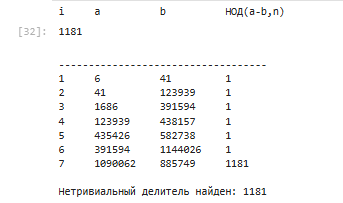 i a b НОД(a-b,n)
[32]: 1181
---------------------------------
1 6 41 1
2 41 123939 1
3 1686 391594 1
4 123939 438157 1
5 435426 582738 1
6 391594 1144026 1
7 1090062 885749 1181
Нетривиальный делитель найден: 1181